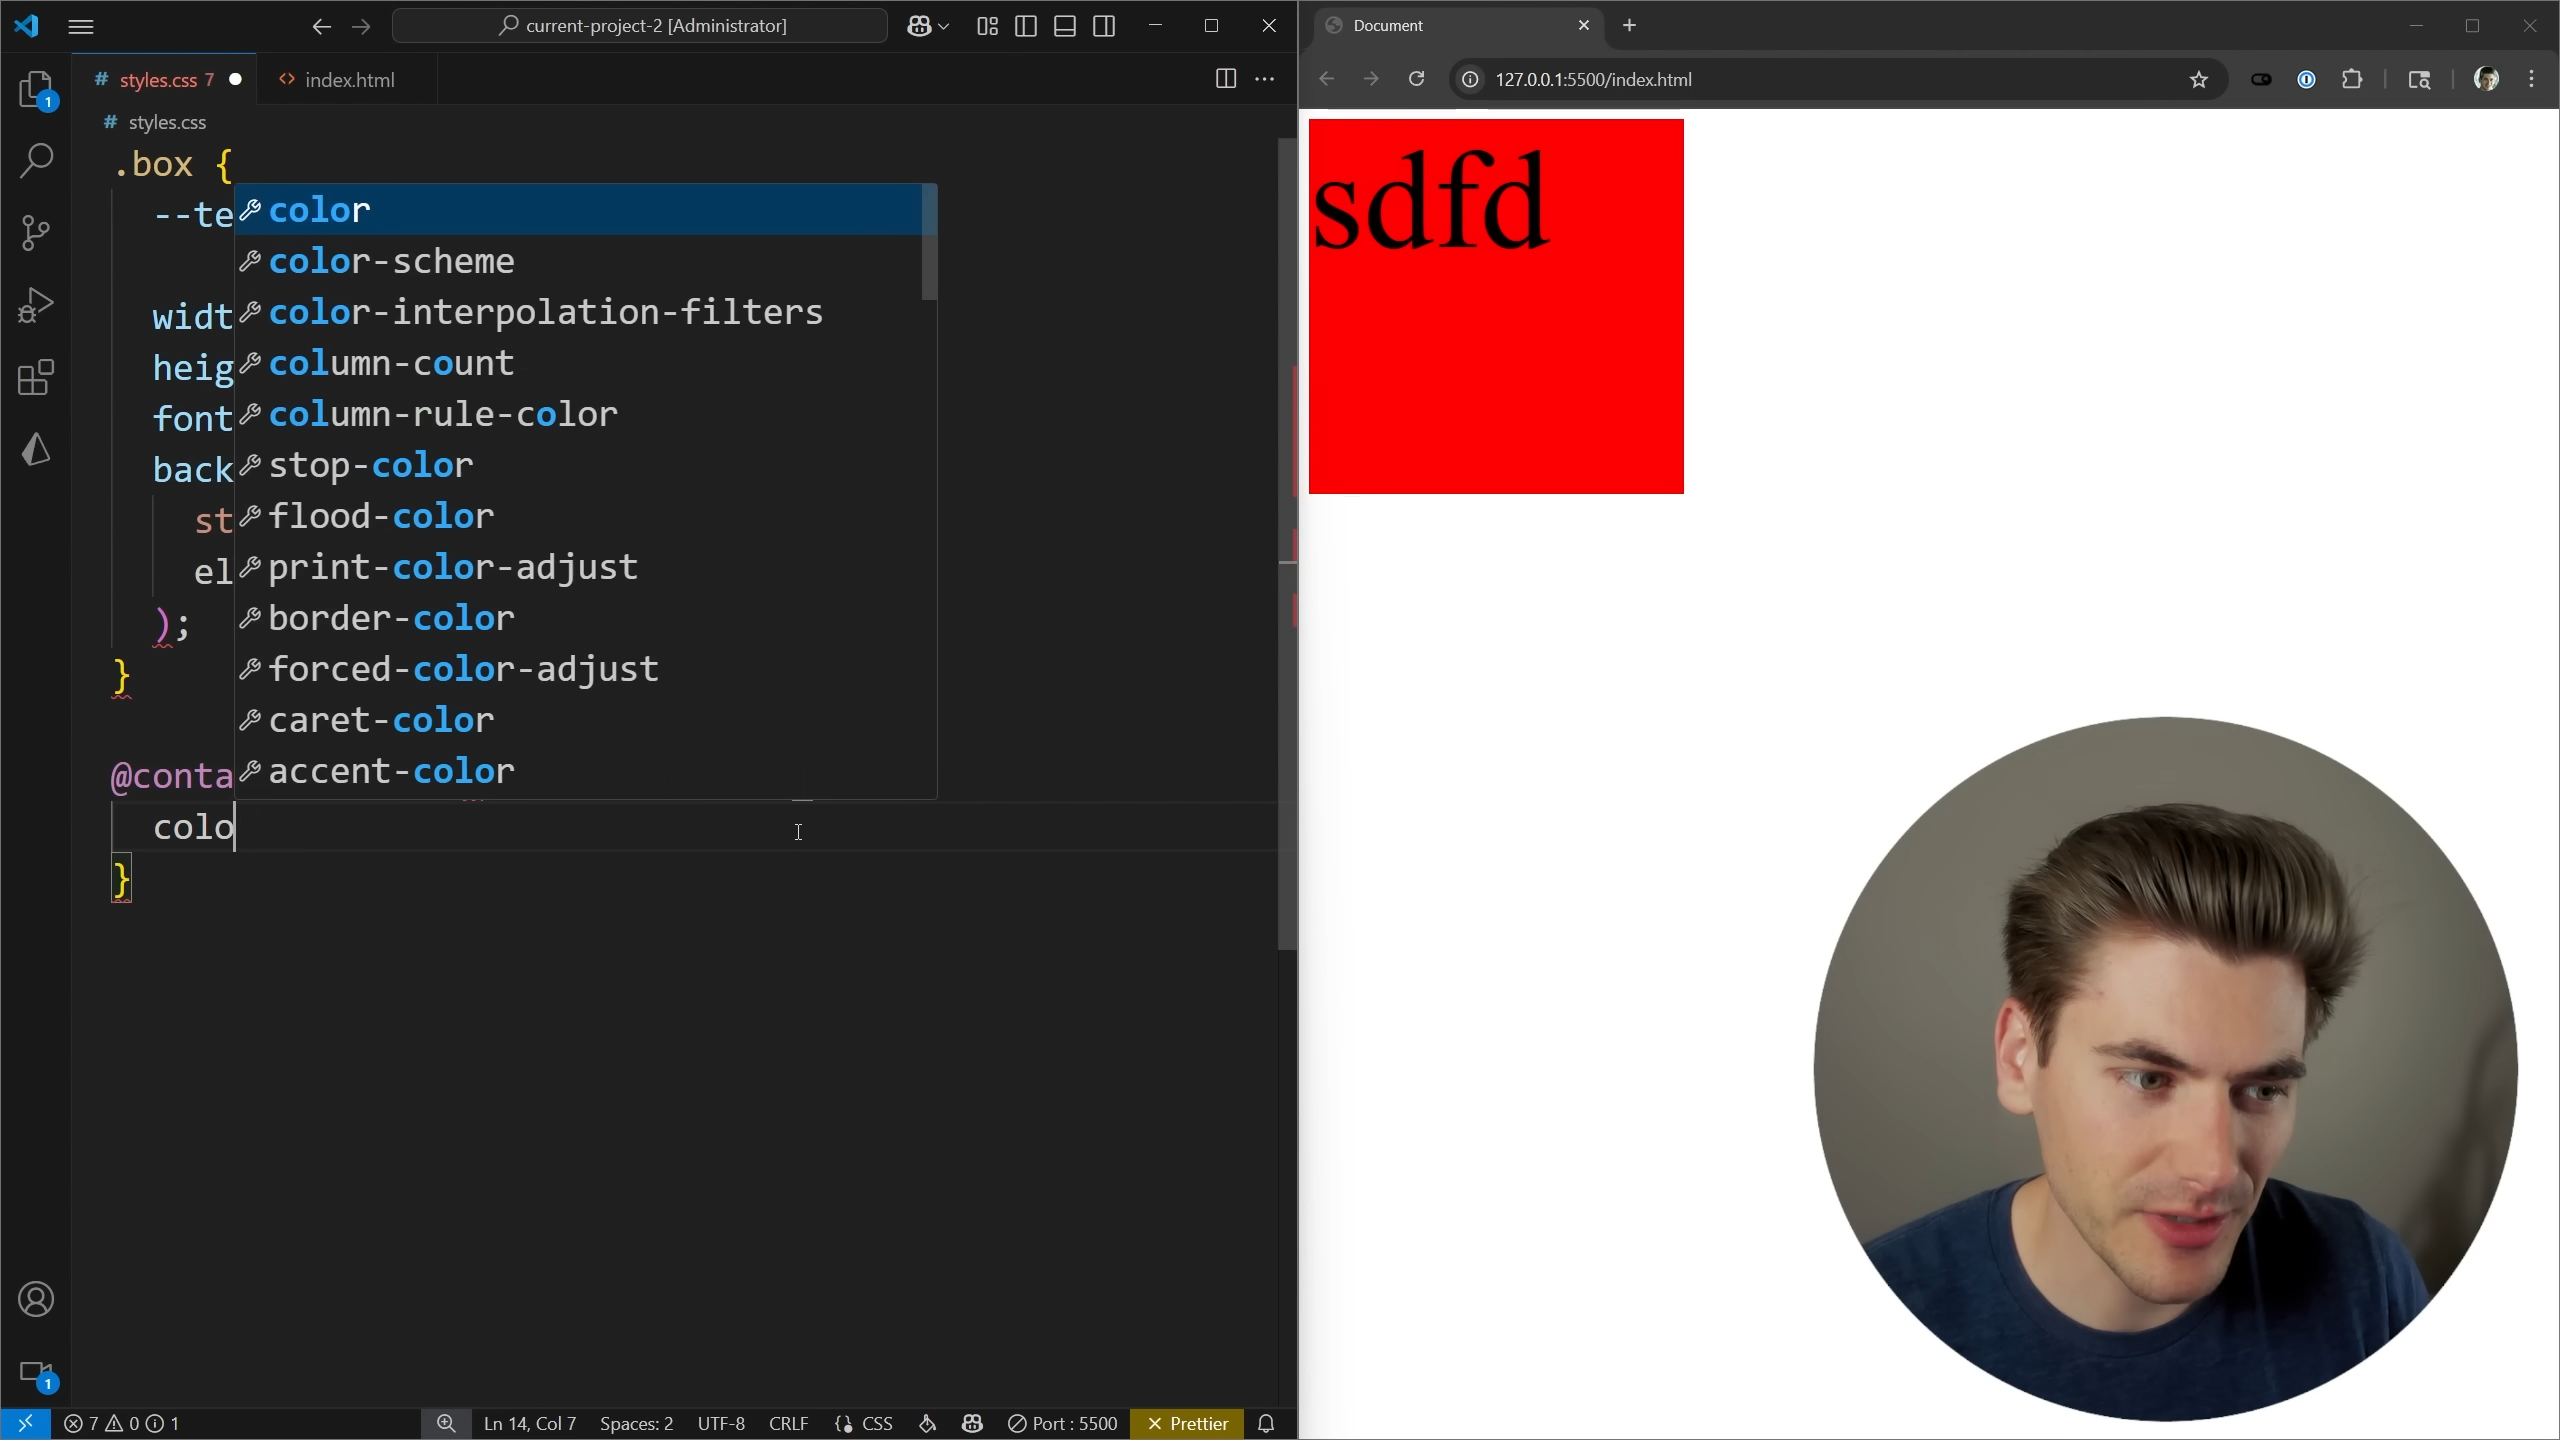 current-project-2 [Administrator]
# styles.css 7
<> index.html
# styles.css
.box {
--te
widt
heig
font
back
st
el
);
}
@conta
colo
}
color
color-scheme
color-interpolation-filters
column-count
column-rule-color
stop-color
flood-color
print-color-adjust
border-color
forced-color-adjust
caret-color
accent-color
1
1
7 0 1
Ln 14, Col 7
Spaces: 2
UTF-8
CRLF
CSS
Port : 5500
Prettier
Document
127.0.0.1:5500/index.html
sdfd